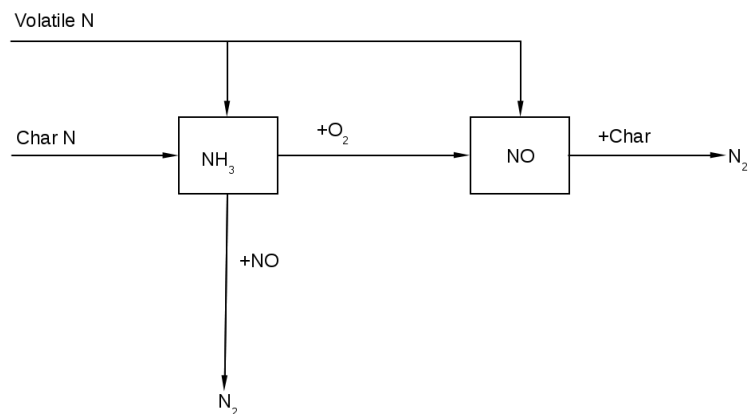 Volatile N
Char N
NH₃
+O₂
NO
+Char
N₂
+NO
N₂